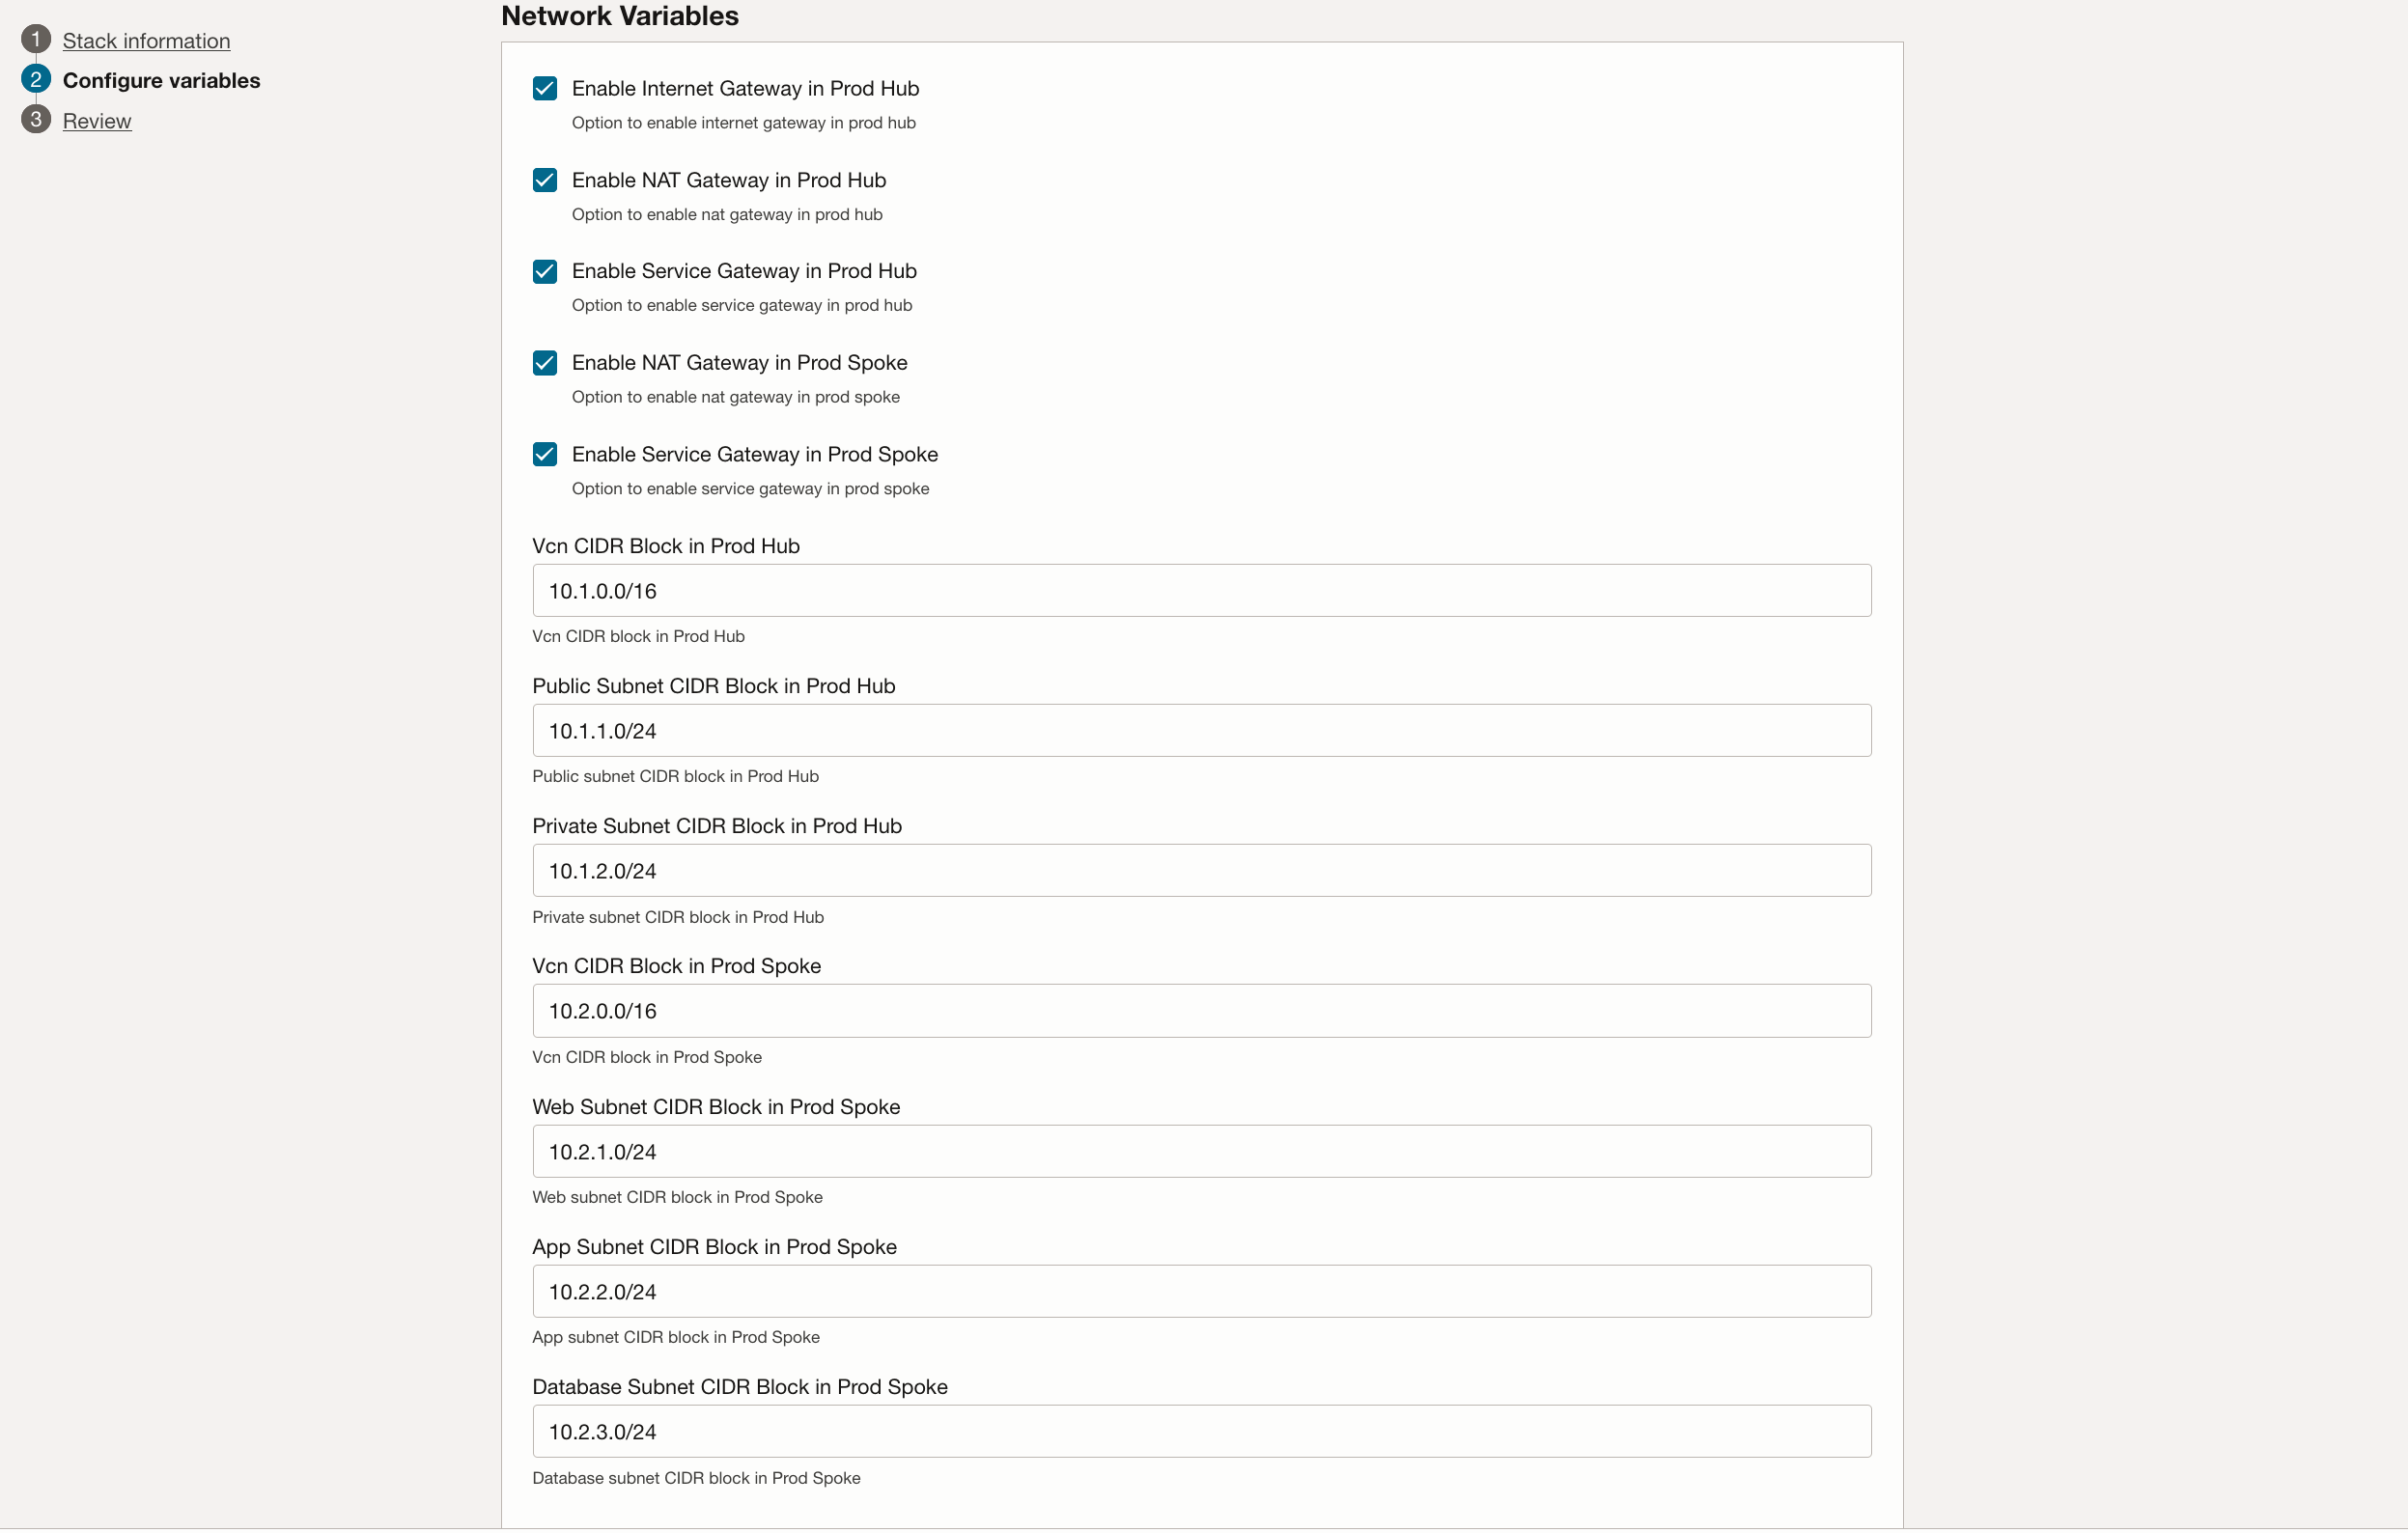 1 Stack information
2 Configure variables
3 Review
Network Variables
Enable Internet Gateway in Prod Hub
Option to enable internet gateway in prod hub
Enable NAT Gateway in Prod Hub
Option to enable nat gateway in prod hub
Enable Service Gateway in Prod Hub
Option to enable service gateway in prod hub
Enable NAT Gateway in Prod Spoke
Option to enable nat gateway in prod spoke
Enable Service Gateway in Prod Spoke
Option to enable service gateway in prod spoke
Vcn CIDR Block in Prod Hub
10.1.0.0/16
Vcn CIDR block in Prod Hub
Public Subnet CIDR Block in Prod Hub
10.1.1.0/24
Public subnet CIDR block in Prod Hub
Private Subnet CIDR Block in Prod Hub
10.1.2.0/24
Private subnet CIDR block in Prod Hub
Vcn CIDR Block in Prod Spoke
10.2.0.0/16
Vcn CIDR block in Prod Spoke
Web Subnet CIDR Block in Prod Spoke
10.2.1.0/24
Web subnet CIDR block in Prod Spoke
App Subnet CIDR Block in Prod Spoke
10.2.2.0/24
App subnet CIDR block in Prod Spoke
Database Subnet CIDR Block in Prod Spoke
10.2.3.0/24
Database subnet CIDR block in Prod Spoke